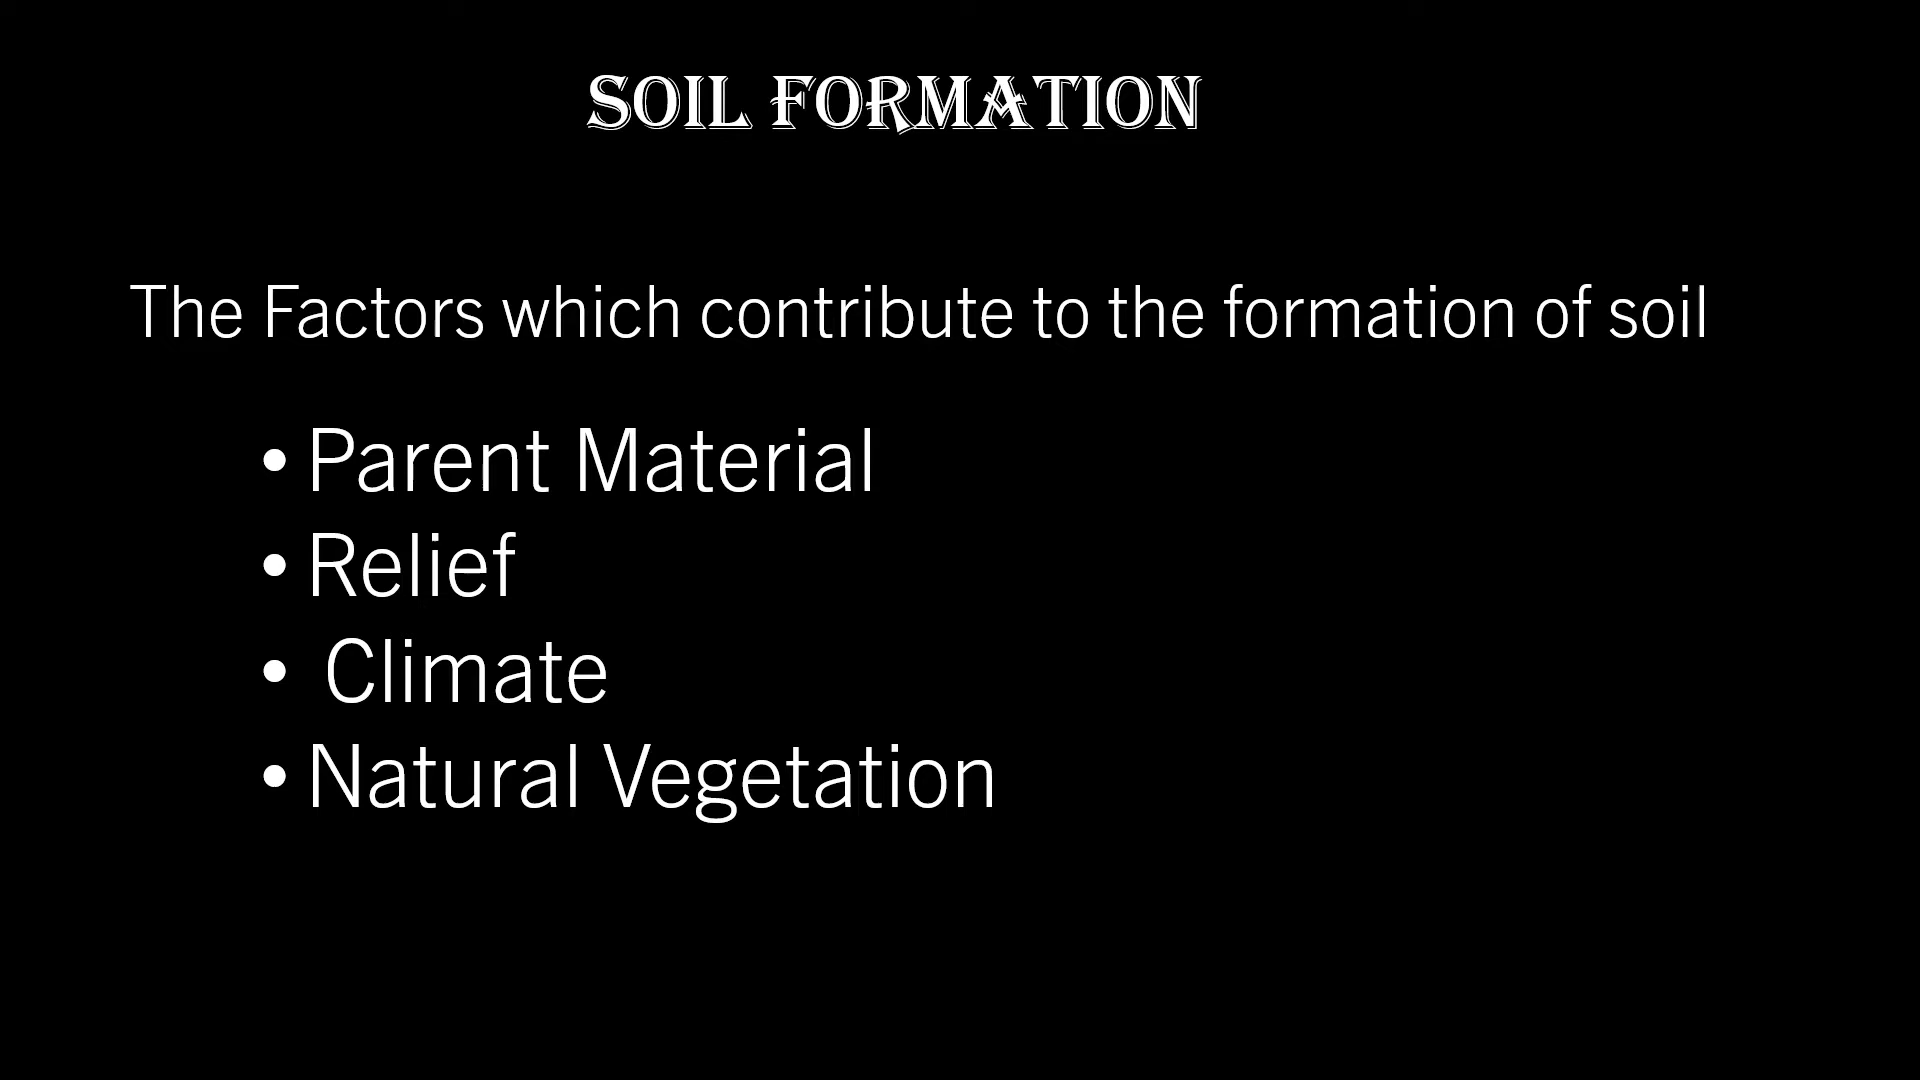 SOIL FORMATION
The Factors which contribute to the formation of soil
• Parent Material
• Relief
• Climate
• Natural Vegetation